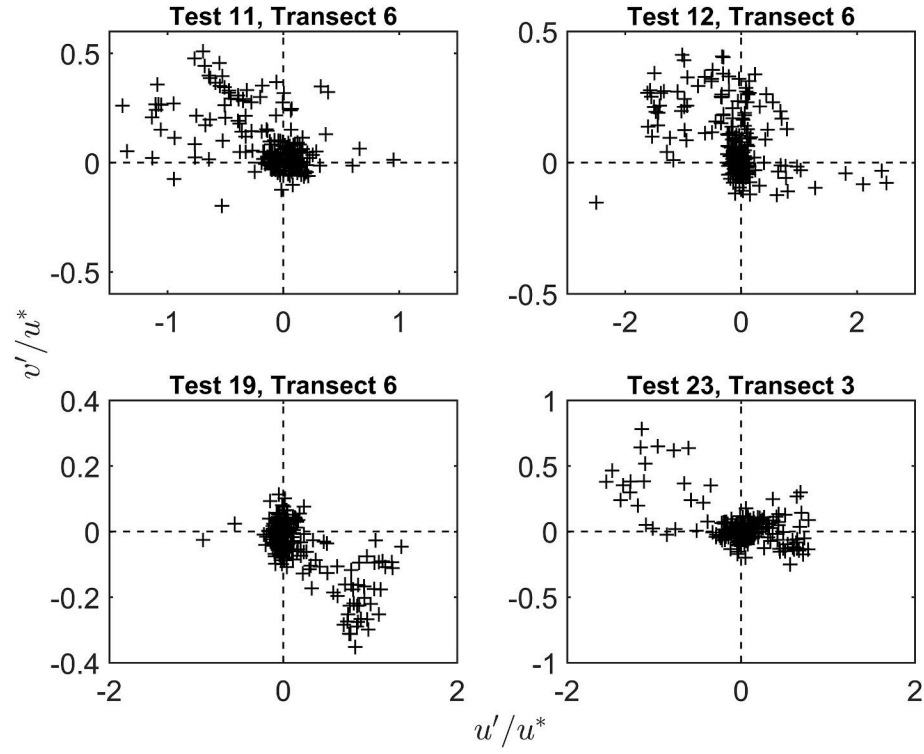 Test 11, Transect 6
0.5
0
-0.5
-1 0 1
Test 12, Transect 6
0.5
0
-0.5
-2 0 2
v′/u*
Test 19, Transect 6
0.4
0.2
0
-0.2
-0.4
-2 0 2
Test 23, Transect 3
1
0.5
0
-0.5
-1
-2 0 2
u′/u*